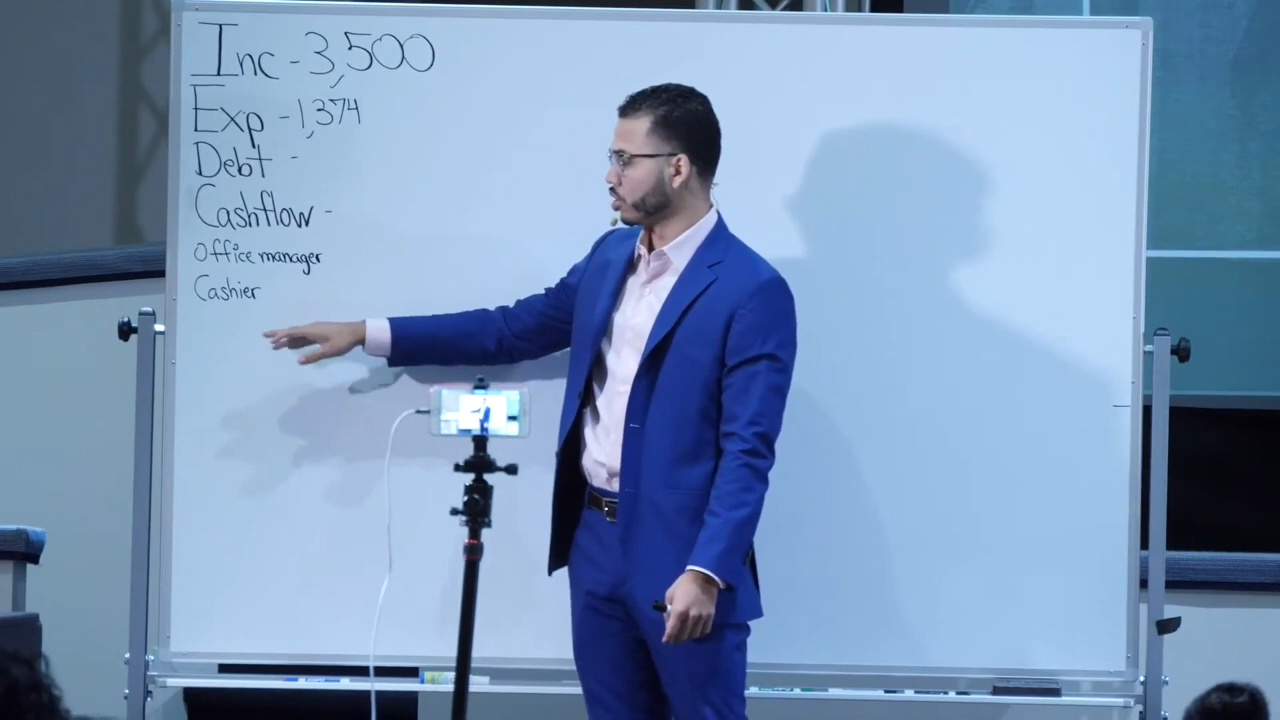 Inc - 3,500
Exp - 1,374
Debt -
Cashflow -
Office manager
Cashier